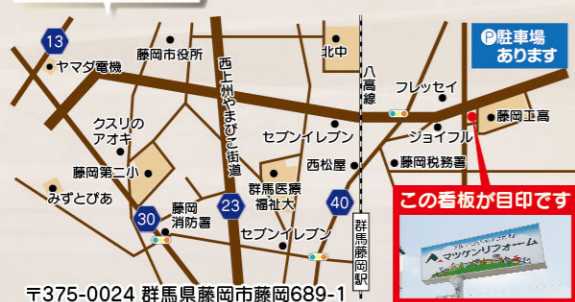 13
ヤマダ電機
藤岡市役所
西上州やまびこ街道
北中
八高線
フレッセイ
P駐車場
あります
クスリの
アオキ
セブンイレブン
ジョイフル
藤岡工高
藤岡第二小
西松屋
藤岡税務署
みずとぴあ
群馬医療
福祉大
30
藤岡
消防署
23
40
セブンイレブン
群馬藤岡駅
この看板が目印です
マツケンリフォーム
〒375-0024 群馬県藤岡市藤岡689-1